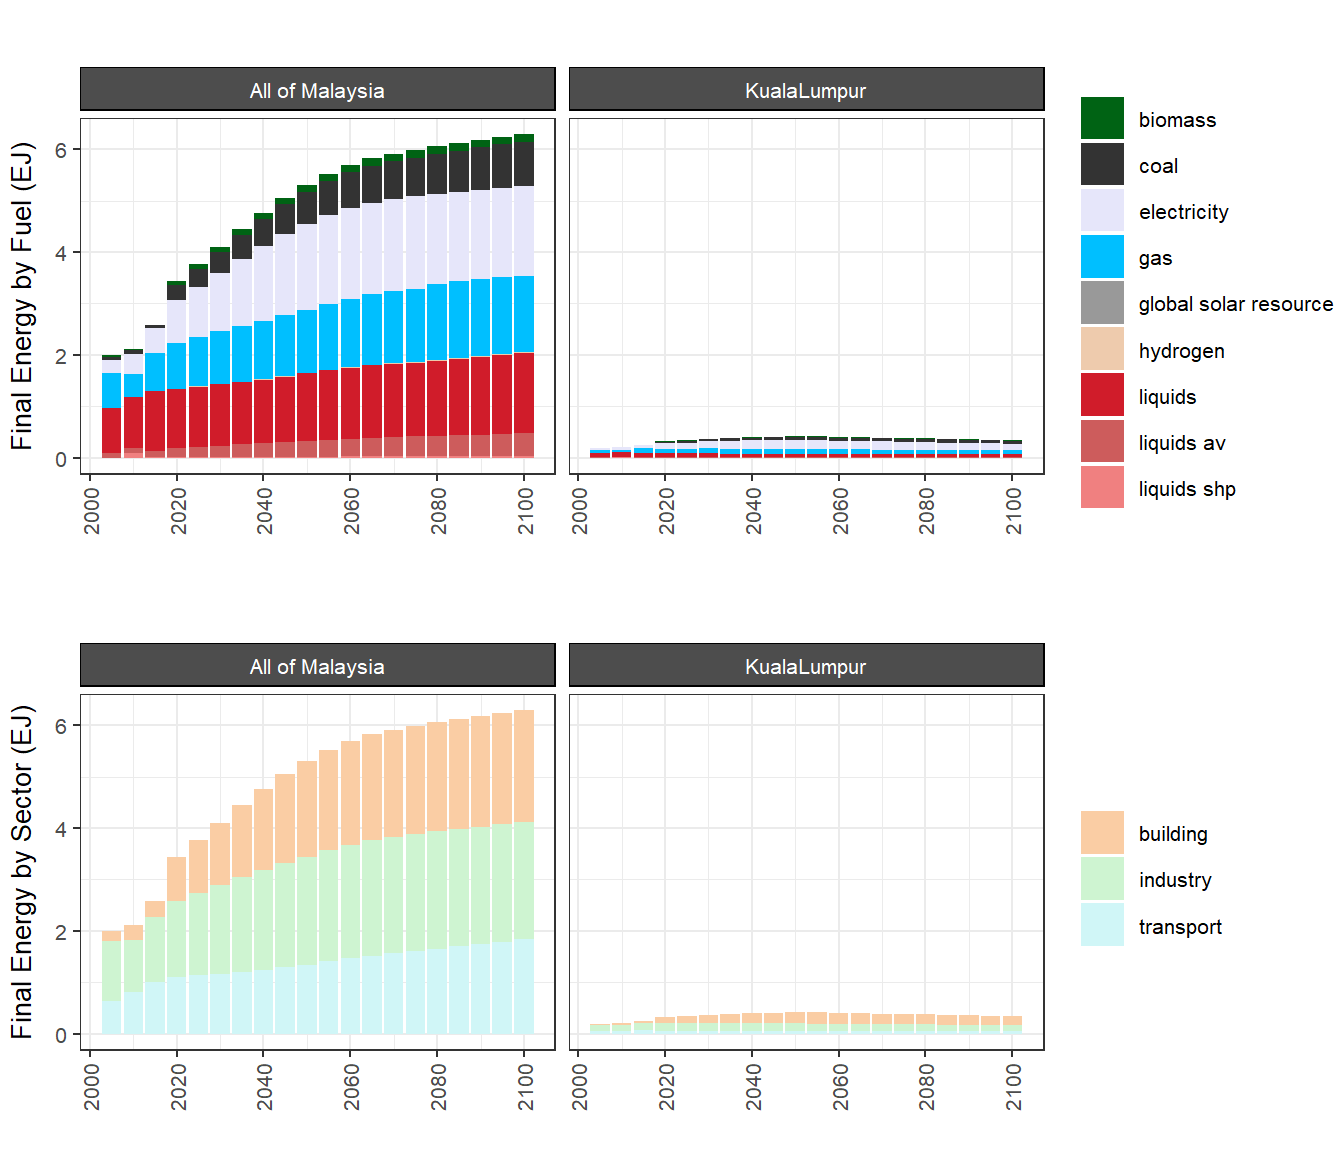 All of Malaysia
KualaLumpur
Final Energy by Fuel (EJ)
6
4
2
0
2000
2020
2040
2060
2080
2100
2000
2020
2040
2060
2080
2100
biomass
coal
electricity
gas
global solar resource
hydrogen
liquids
liquids av
liquids shp
All of Malaysia
KualaLumpur
Final Energy by Sector (EJ)
6
4
2
0
2000
2020
2040
2060
2080
2100
2000
2020
2040
2060
2080
2100
building
industry
transport